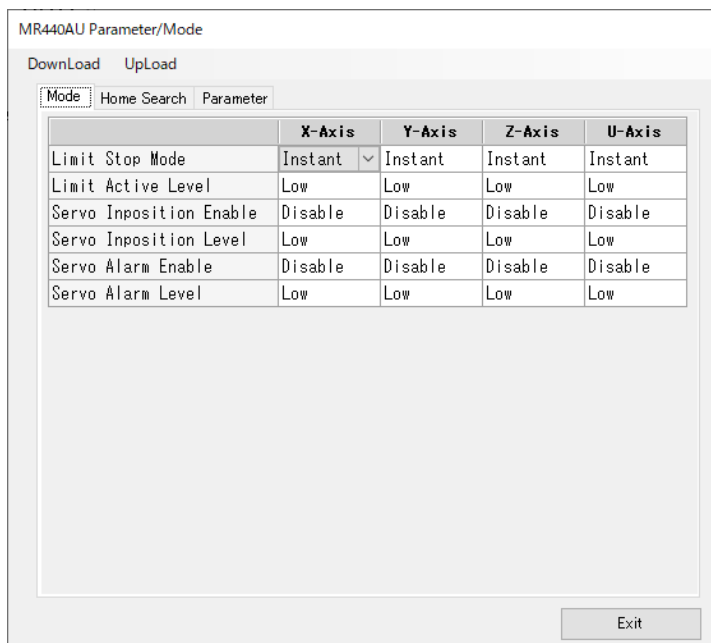 MR440AU Parameter/Mode
DownLoad UpLoad
Mode Home Search Parameter
X-Axis Y-Axis Z-Axis U-Axis
Limit Stop Mode Instant Instant Instant Instant
Limit Active Level Low Low Low Low
Servo Inposition Enable Disable Disable Disable Disable
Servo Inposition Level Low Low Low Low
Servo Alarm Enable Disable Disable Disable Disable
Servo Alarm Level Low Low Low Low
Exit